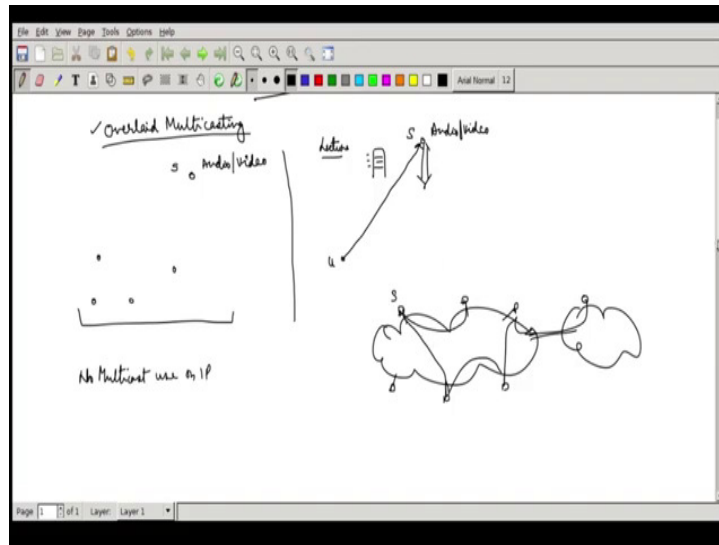 File Edit View Page Tools Options Help
T
Arial Normal 12
✓ Overlaid Multicasting
S Audio/Video
Lecture
S Audio/Video
u
S
No Multicast use on IP
Page 1 of 1 Layer: Layer 1